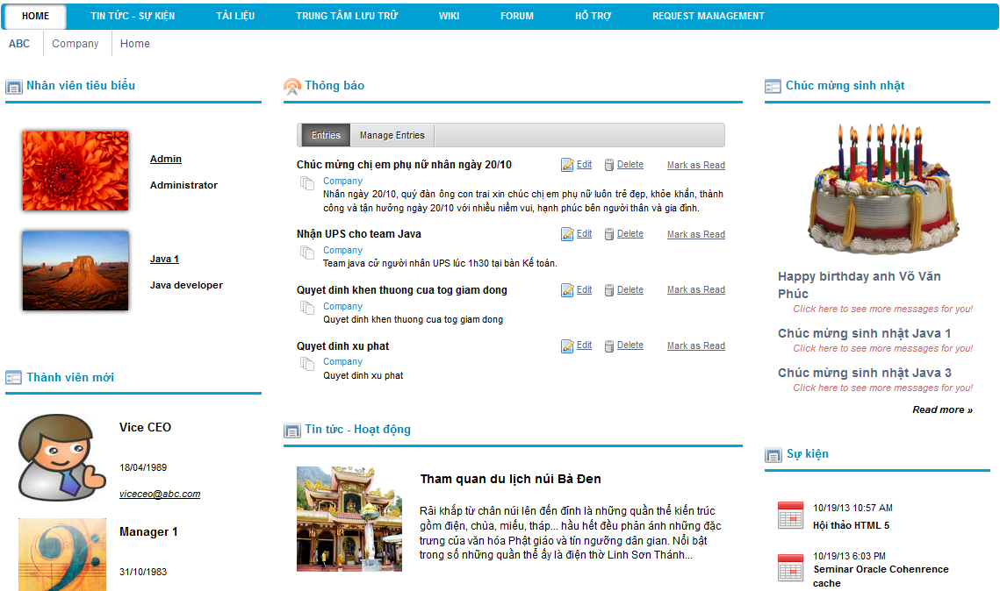 HOME TIN TỨC - SỰ KIỆN TÀI LIỆU TRUNG TÂM LƯU TRỮ WIKI FORUM HỖ TRỢ REQUEST MANAGEMENT
ABC Company Home
Nhân viên tiêu biểu
Admin
Administrator
Java 1
Java developer
Thành viên mới
Vice CEO
18/04/1989
viceceo@abc.com
Manager 1
31/10/1983
Thông báo
Entries Manage Entries
Chúc mừng chị em phụ nữ nhân ngày 20/10 Edit Delete Mark as Read
Company
Nhân ngày 20/10, quý đàn ông con trai xin chúc chị em phụ nữ luôn trẻ đẹp, khỏe khắn, thành
công và tận hưởng ngày 20/10 với nhiều niềm vui, hạnh phúc bên người thân và gia đình.
Nhận UPS cho team Java Edit Delete Mark as Read
Company
Team java cử người nhân UPS lúc 1h30 tại bàn Kế toán.
Quyet dinh khen thuong cua tog giam dong Edit Delete Mark as Read
Company
Quyet dinh khen thuong cua tog giam dong
Quyet dinh xu phat Edit Delete Mark as Read
Company
Quyet dinh xu phat
Tin tức - Hoạt động
Tham quan du lịch núi Bà Đen
Rải khắp từ chân núi lên đến đỉnh là những quần thể kiến trúc
gồm điện, chùa, miếu, tháp... hầu hết đều phản ánh những đặc
trưng của văn hóa Phật giáo và tín ngưỡng dân gian. Nổi bật
trong số những quần thể ấy là điện thờ Linh Sơn Thánh...
Chúc mừng sinh nhật
Happy birthday anh Võ Văn
Phúc
Click here to see more messages for you!
Chúc mừng sinh nhật Java 1
Click here to see more messages for you!
Chúc mừng sinh nhật Java 3
Click here to see more messages for you!
Read more »
Sự kiện
10/19/13 10:57 AM
Hội thảo HTML 5
10/19/13 6:03 PM
Seminar Oracle Cohenrence
cache